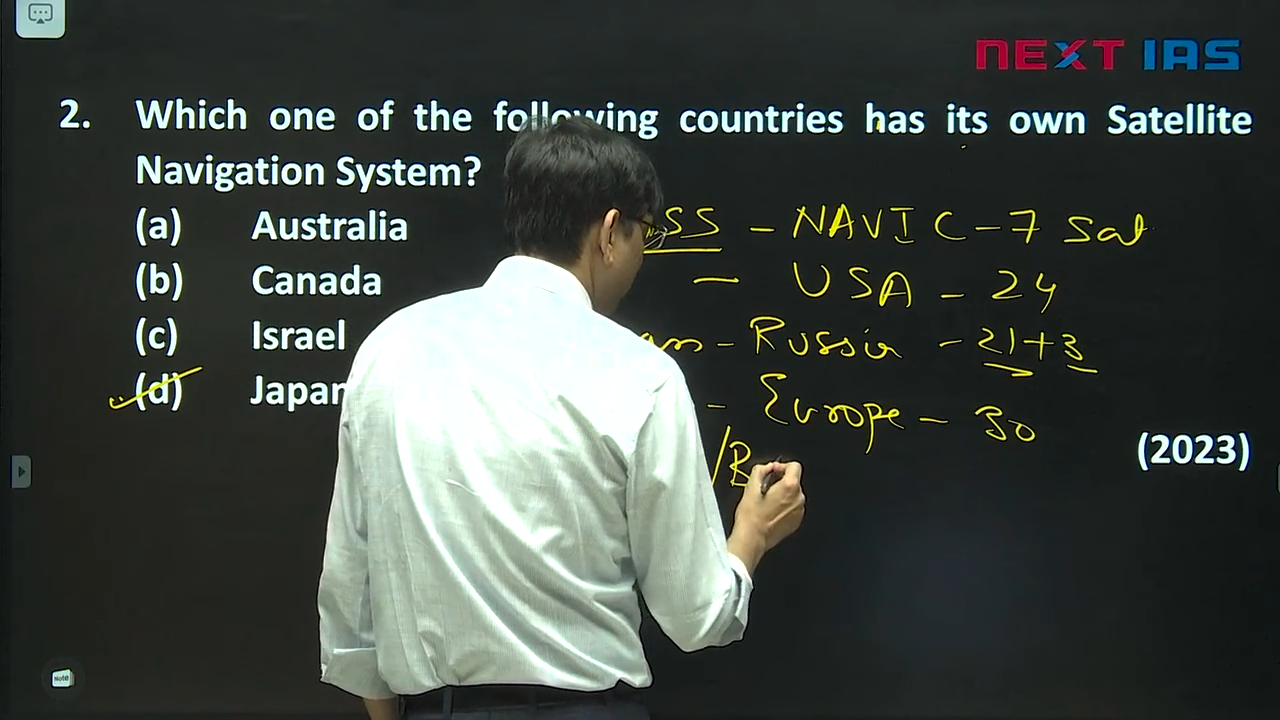 NEXT IAS
2. Which one of the following countries has its own Satellite
Navigation System?
(a) Australia
(b) Canada
(c) Israel
(d) Japan
SS - NAVIC - 7 Sat
- USA - 24
- Russia - 21+3
- Europe - 30
(2023)
Note